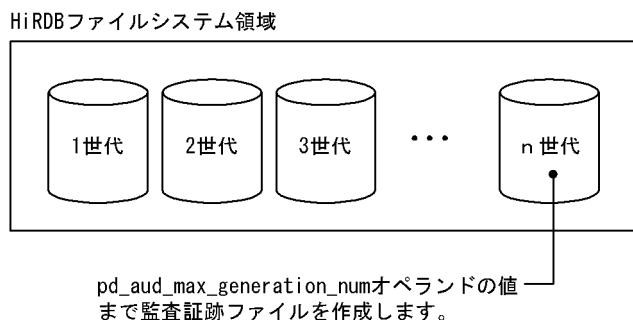 HiRDBファイルシステム領域
1世代 2世代 3世代 ・・・ n世代
pd_aud_max_generation_numオペランドの値
まで監査証跡ファイルを作成します。